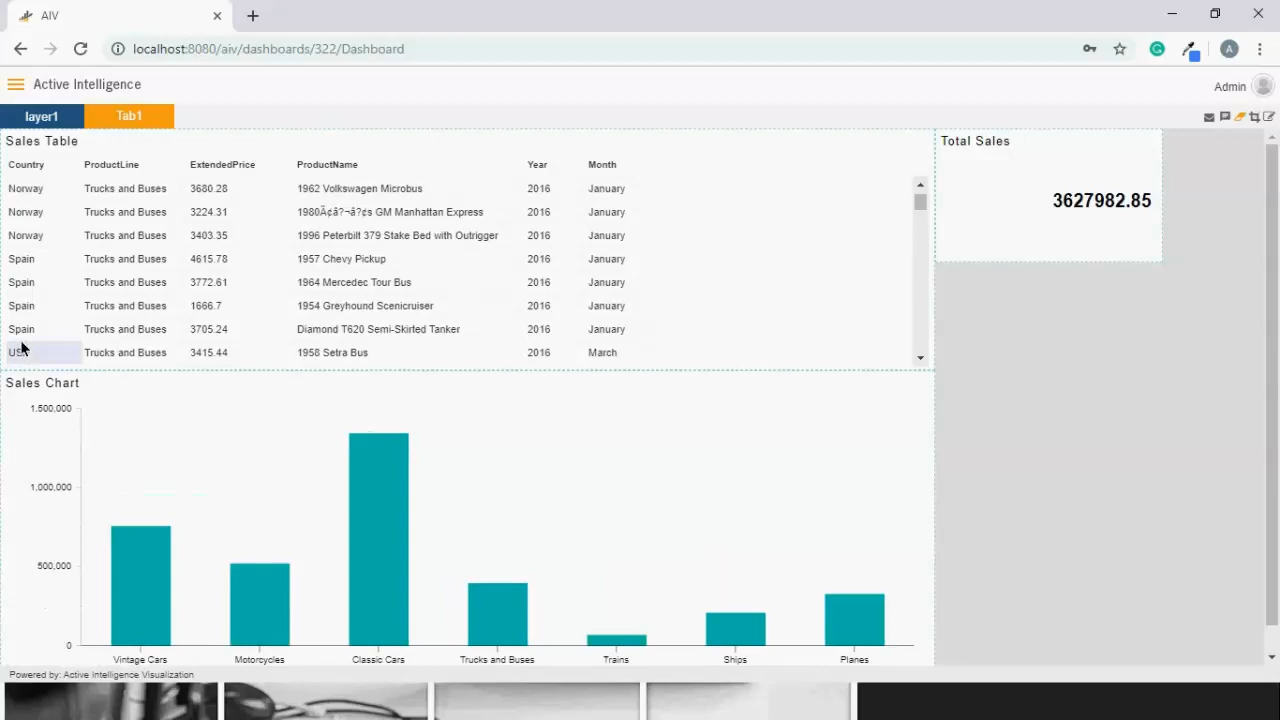 AIV
localhost:8080/aiv/dashboards/322/Dashboard
A
Active Intelligence
Admin
layer1 Tab1
Sales Table
Country ProductLine ExtendedPrice ProductName Year Month
Norway Trucks and Buses 3680.28 1962 Volkswagen Microbus 2016 January
Norway Trucks and Buses 3224.31 1980Ã¢â?¬â?¢s GM Manhattan Express 2016 January
Norway Trucks and Buses 3403.35 1996 Peterbilt 379 Stake Bed with Outrigger 2016 January
Spain Trucks and Buses 4615.78 1957 Chevy Pickup 2016 January
Spain Trucks and Buses 3772.61 1964 Mercedec Tour Bus 2016 January
Spain Trucks and Buses 1666.7 1954 Greyhound Scenicruiser 2016 January
Spain Trucks and Buses 3705.24 Diamond T620 Semi-Skirted Tanker 2016 January
USA Trucks and Buses 3415.44 1958 Setra Bus 2016 March
Total Sales
3627982.85
Sales Chart
1.500,000
1.000,000
500,000
0
Vintage Cars Motorcycles Classic Cars Trucks and Buses Trains Ships Planes
Powered by: Active Intelligence Visualization